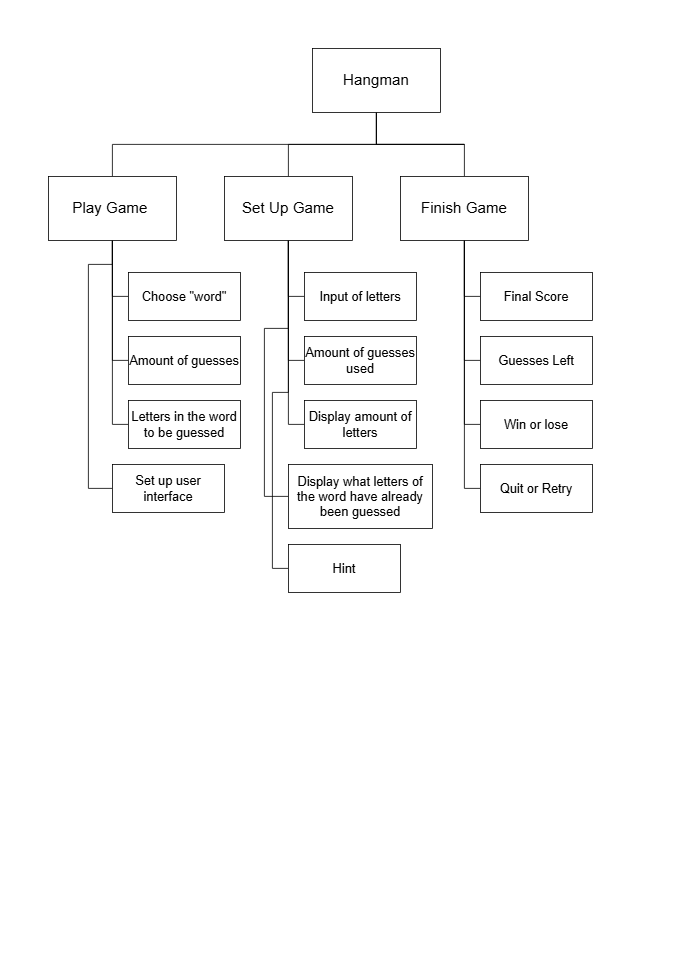 Hangman
Play Game
Set Up Game
Finish Game
Choose "word"
Amount of guesses
Letters in the word
to be guessed
Set up user
interface
Input of letters
Amount of guesses
used
Display amount of
letters
Display what letters of
the word have already
been guessed
Hint
Final Score
Guesses Left
Win or lose
Quit or Retry